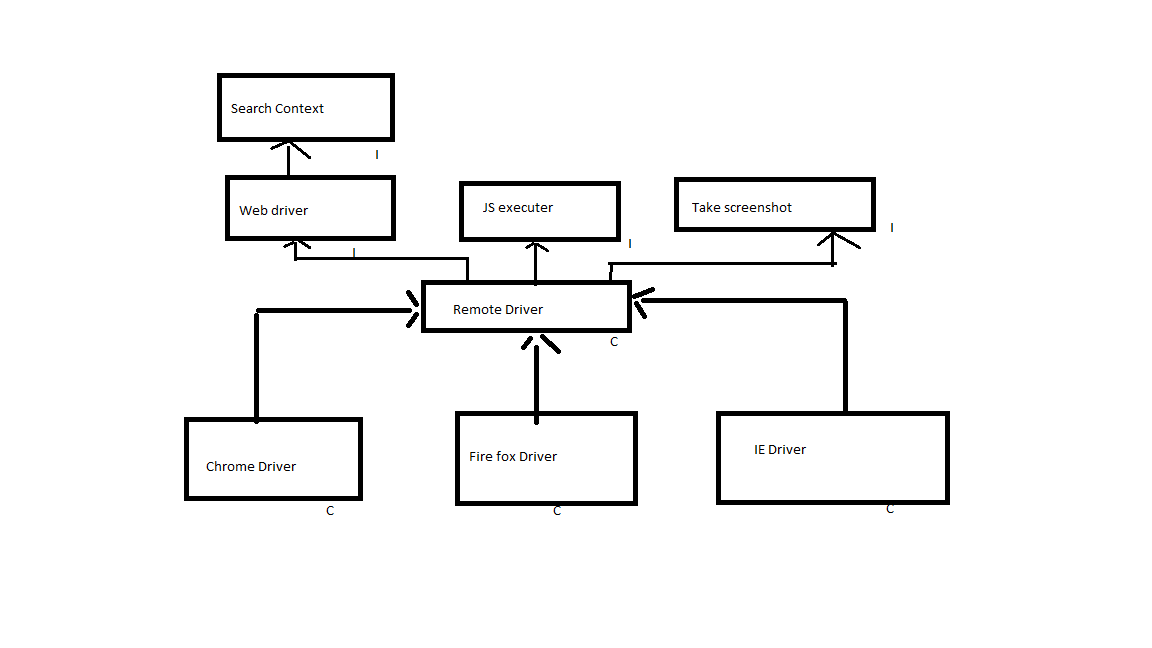 Search Context
I
Web driver
I
JS executer
I
Take screenshot
I
Remote Driver
C
Chrome Driver
C
Fire fox Driver
C
IE Driver
C